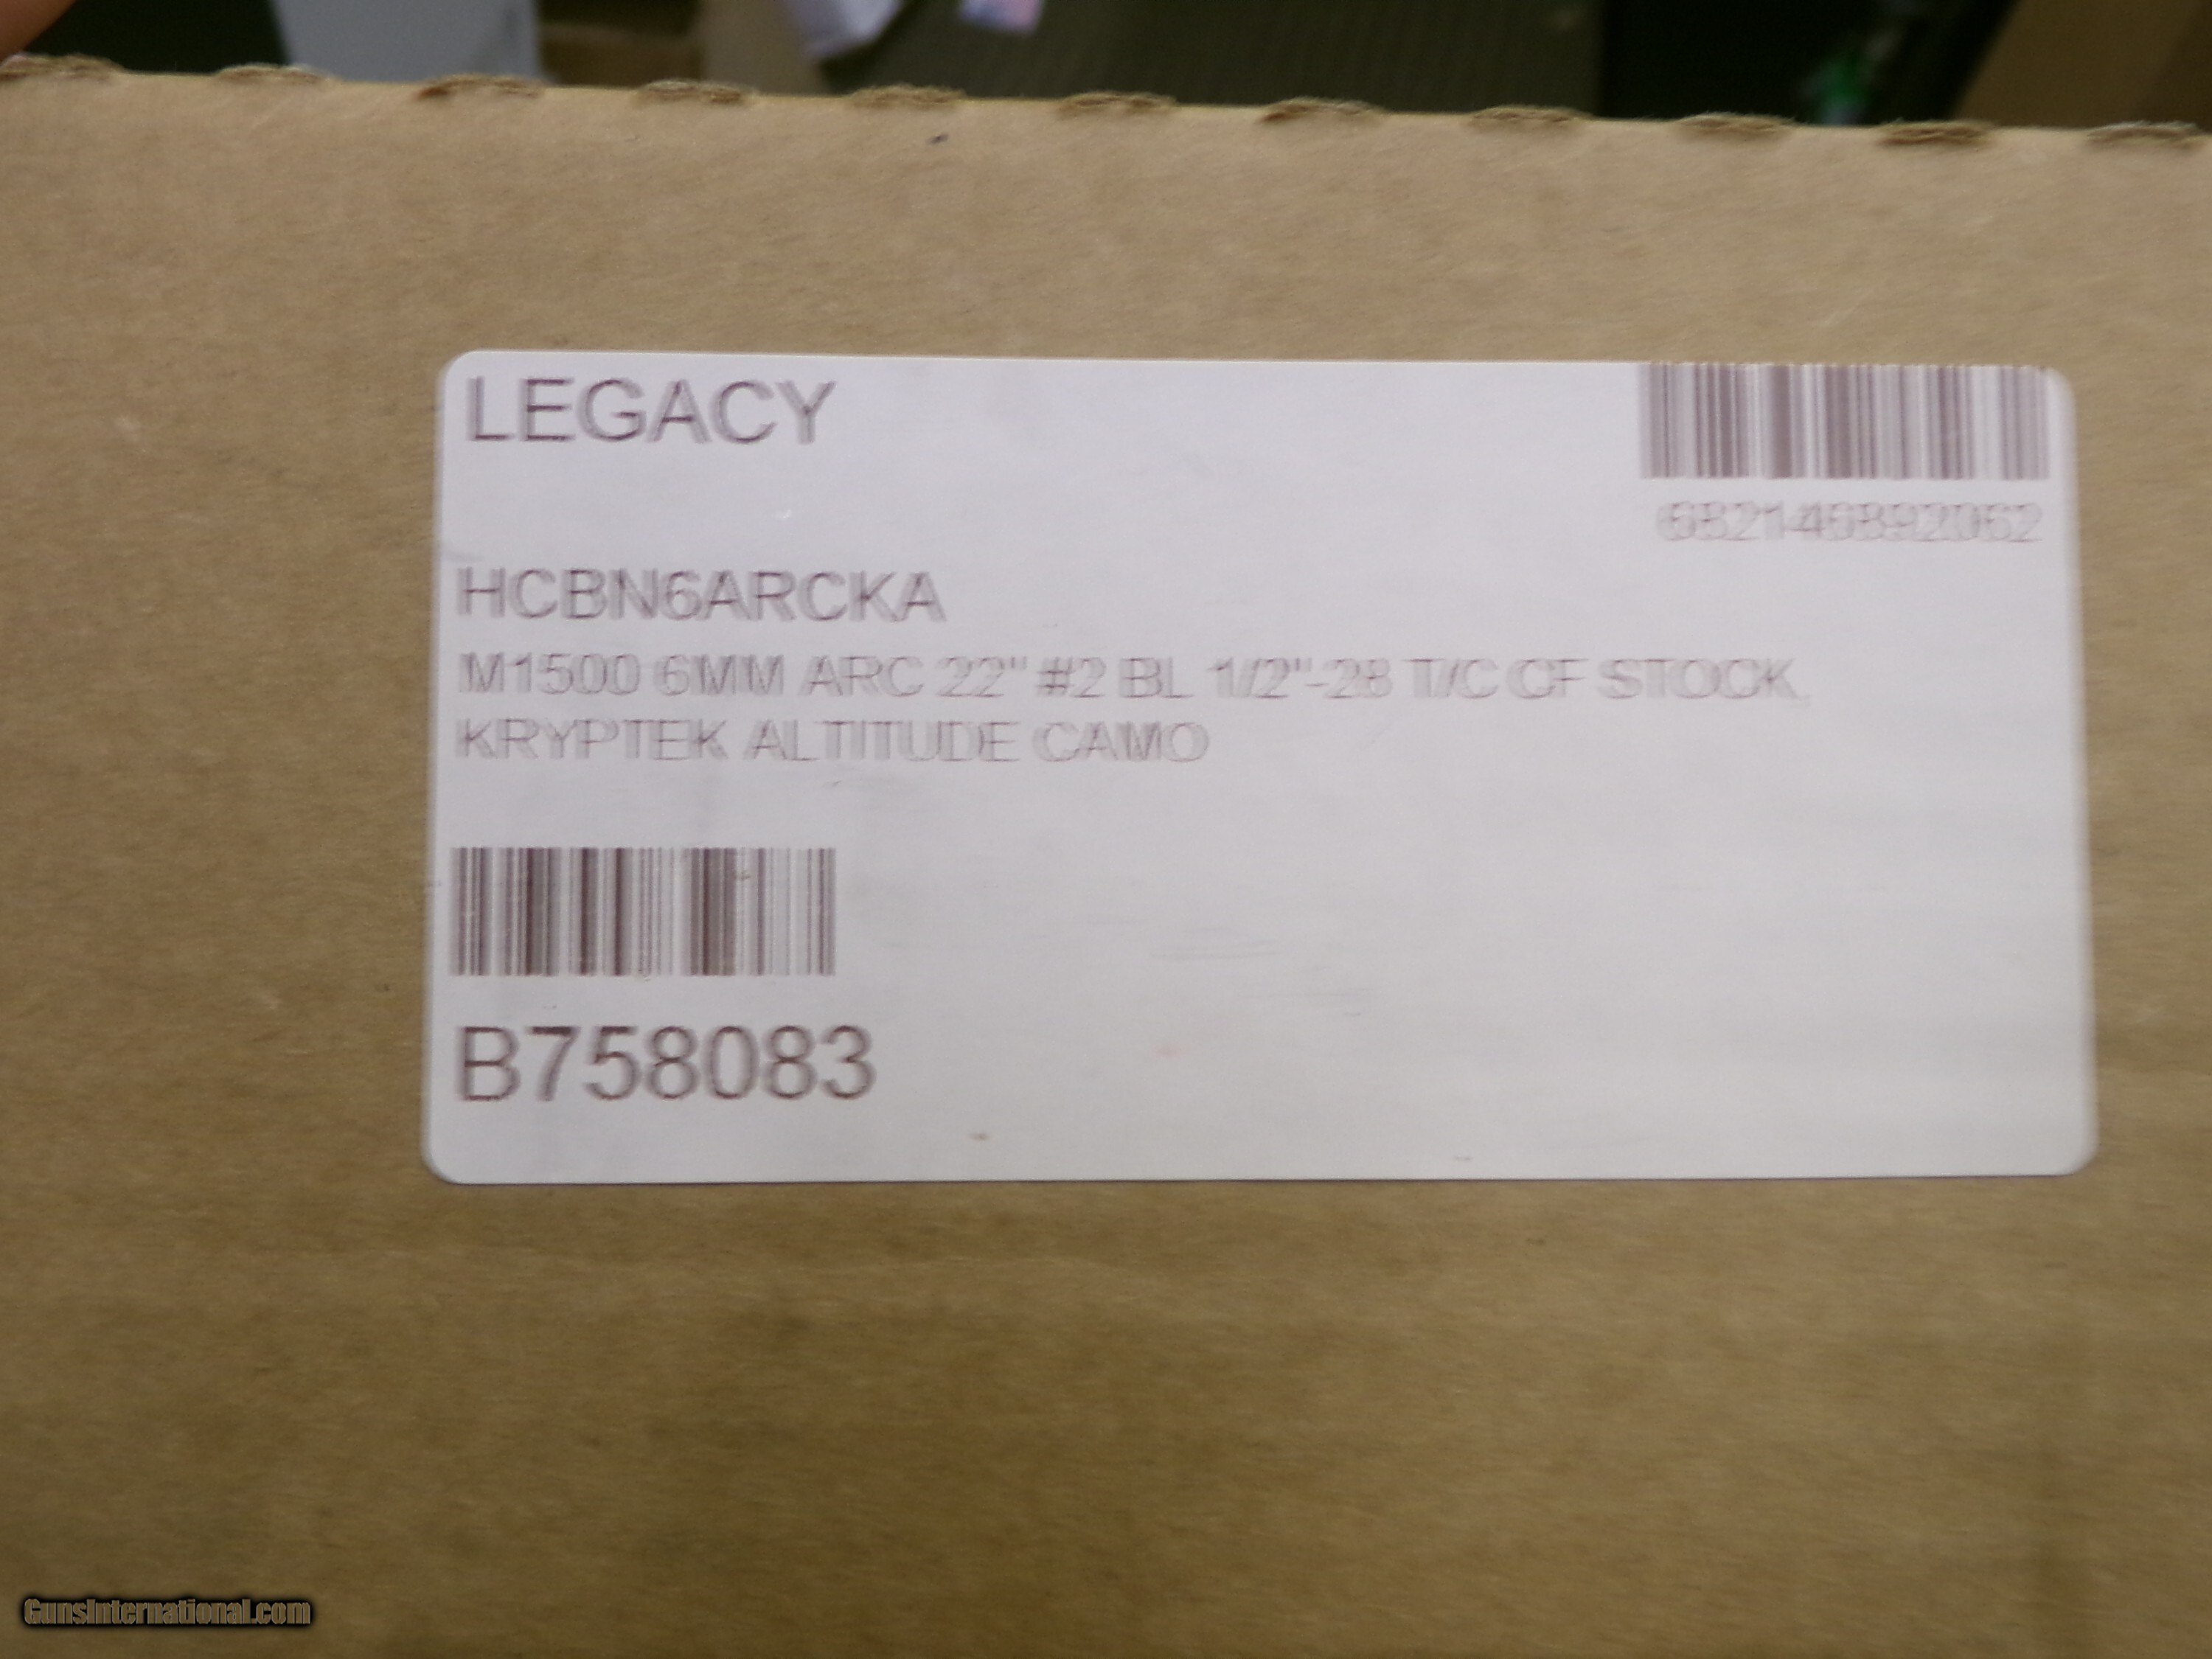 LEGACY
682146892062
HCBN6ARCKA
M1500 6MM ARC 22" #2 BL 1/2"-28 T/C CF STOCK,
KRYPTEK ALTITUDE CAMO
B758083
GunsInternational.com